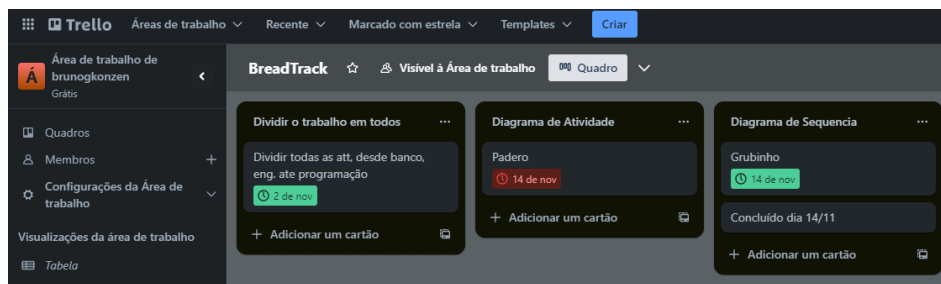 Trello Áreas de trabalho Recente Marcado com estrela Templates Criar
Á
Área de trabalho de
brunogkonzen
Grátis
Quadros
Membros
Configurações da Área de
trabalho
Visualizações da área de trabalho
Tabela
BreadTrack Visível à Área de trabalho Quadro
Dividir o trabalho em todos
Dividir todas as att, desde banco,
eng. ate programação
2 de nov
+ Adicionar um cartão
Diagrama de Atividade
Padero
14 de nov
+ Adicionar um cartão
Diagrama de Sequencia
Grubinho
14 de nov
Concluído dia 14/11
+ Adicionar um cartão